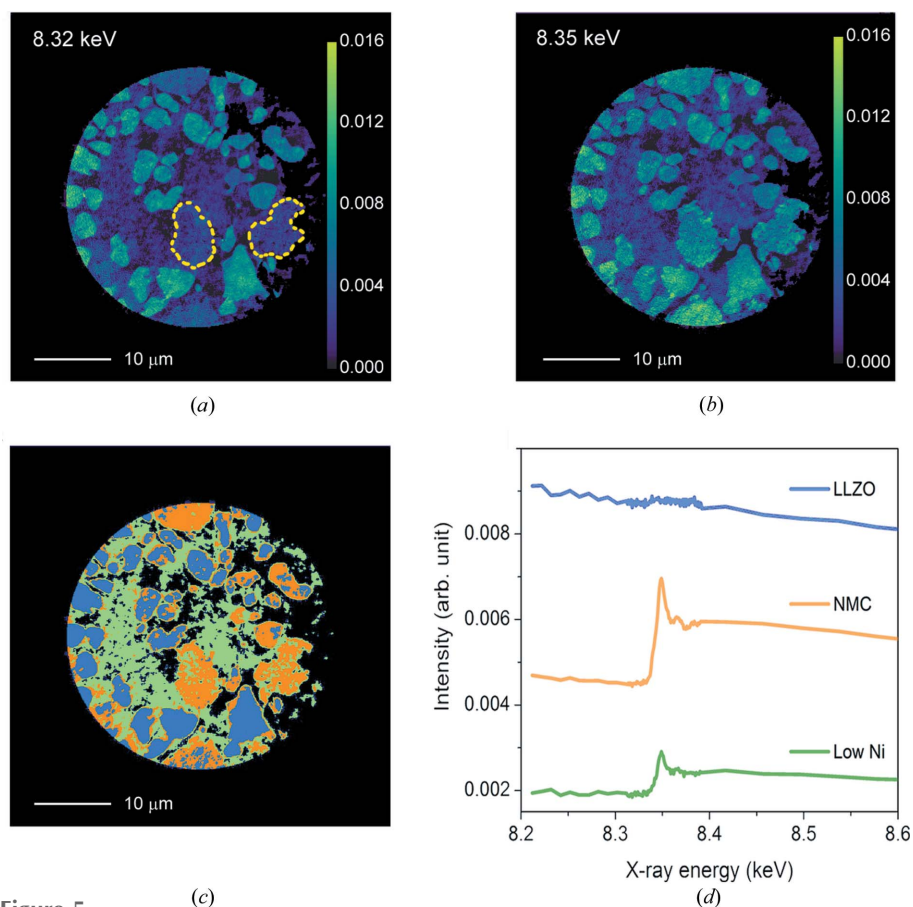 8.32 keV
0.016
0.012
0.008
0.004
0.000
10 μm
(a)
8.35 keV
0.016
0.012
0.008
0.004
0.000
10 μm
(b)
10 μm
(c)
Intensity (arb. unit)
0.008
0.006
0.004
0.002
LLZO
NMC
Low Ni
8.2 8.3 8.4 8.5 8.6
X-ray energy (keV)
(d)